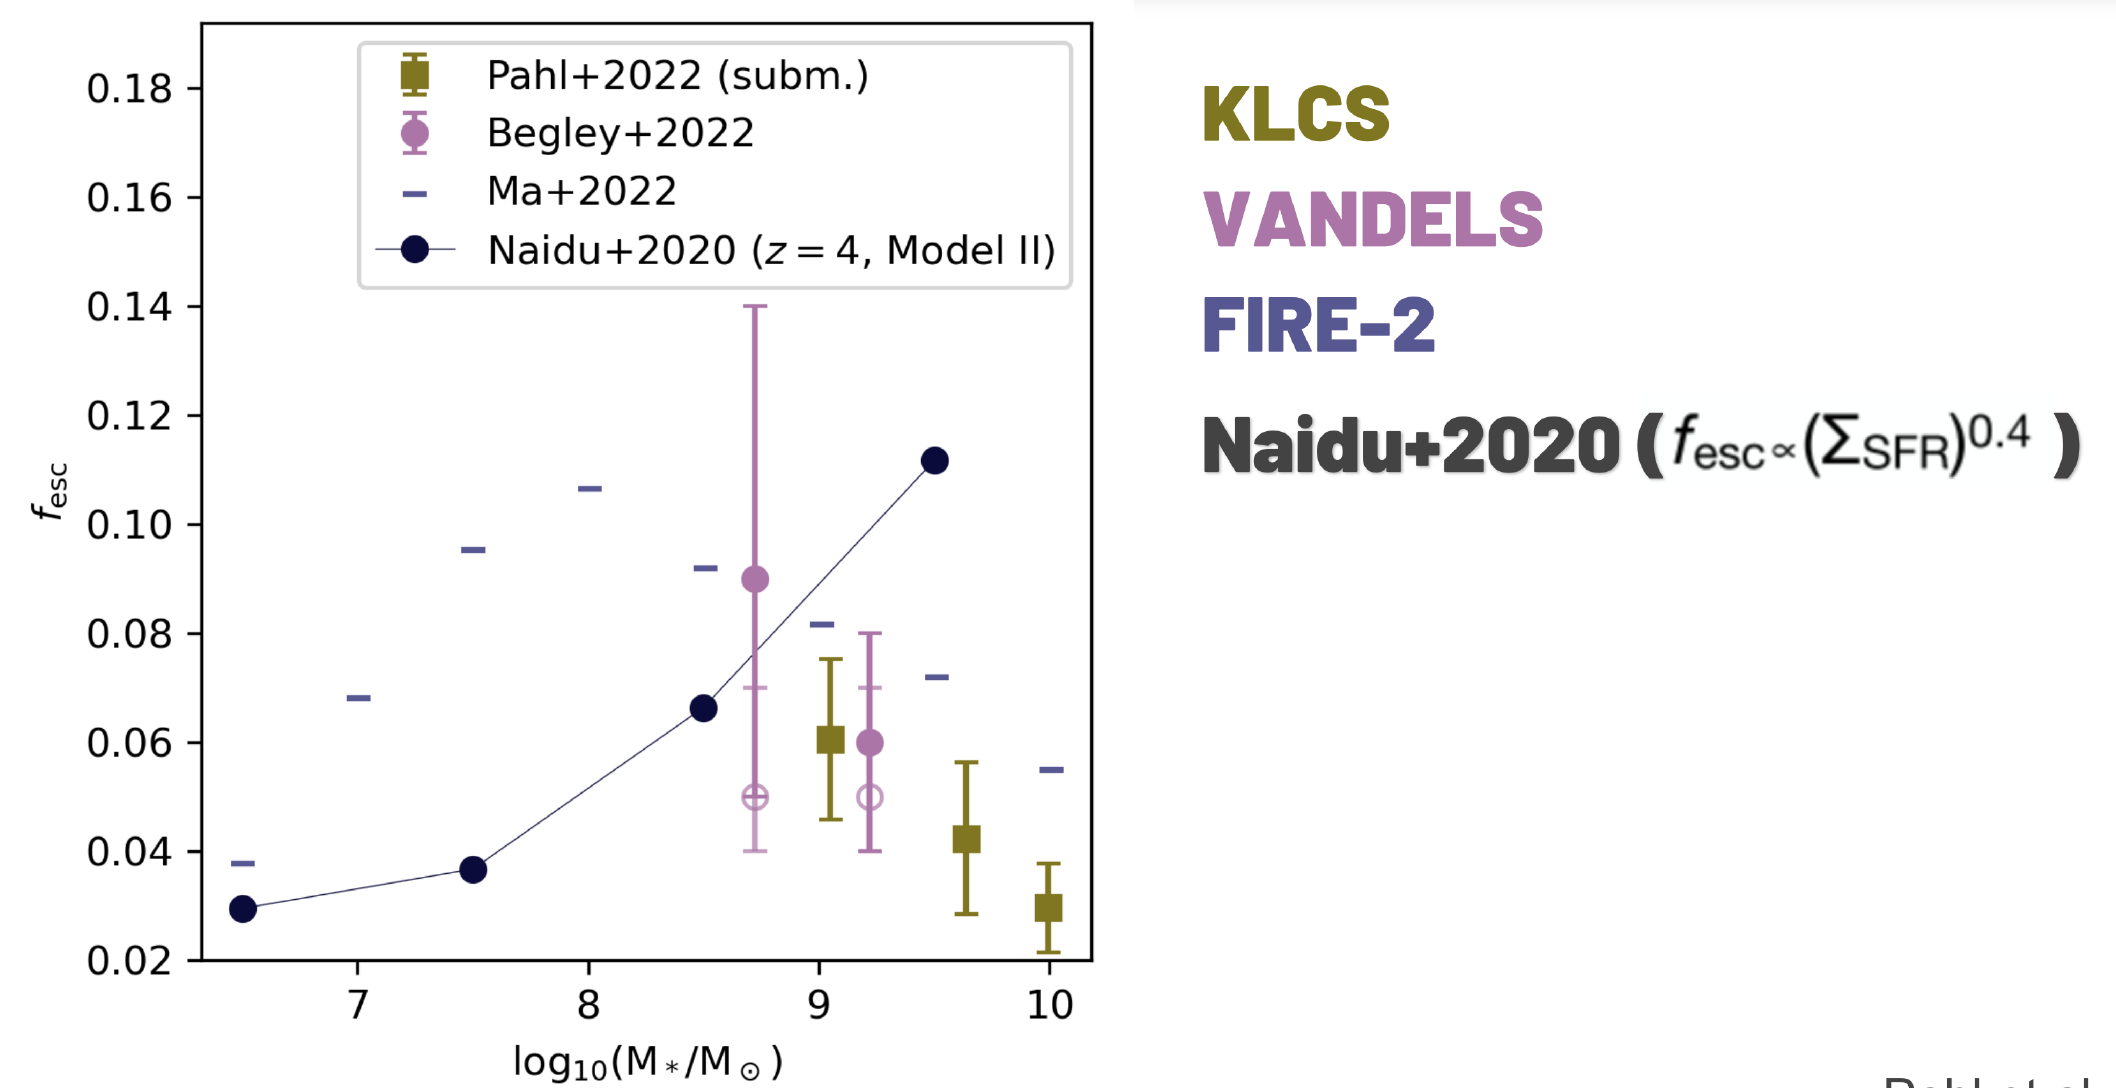 Pahl+2022 (subm.)
Begley+2022
Ma+2022
Naidu+2020 (z = 4, Model II)
0.18
0.16
0.14
0.12
0.10
0.08
0.06
0.04
0.02
f_esc
7 8 9 10
log₁₀(M∗/M⊙)
KLCS
VANDELS
FIRE-2
Naidu+2020 (f_esc ∝ (Σ_SFR)^0.4 )